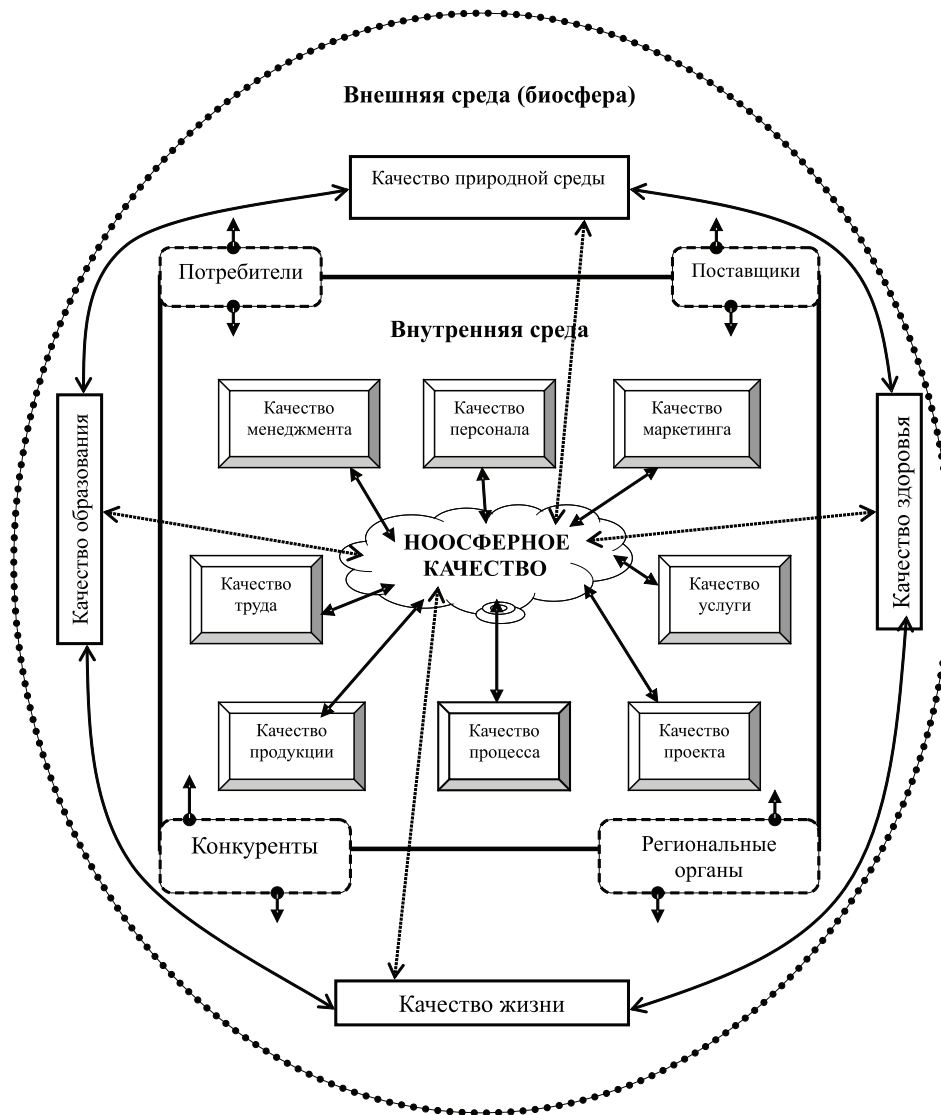 Внешняя среда (биосфера)
Качество природной среды
Потребители
Поставщики
Внутренняя среда
Качество
менеджмента
Качество
персонала
Качество
маркетинга
Качество образования
НООСФЕРНОЕ
КАЧЕСТВО
Качество здоровья
Качество
труда
Качество
услуги
Качество
продукции
Качество
процесса
Качество
проекта
Конкуренты
Региональные
органы
Качество жизни